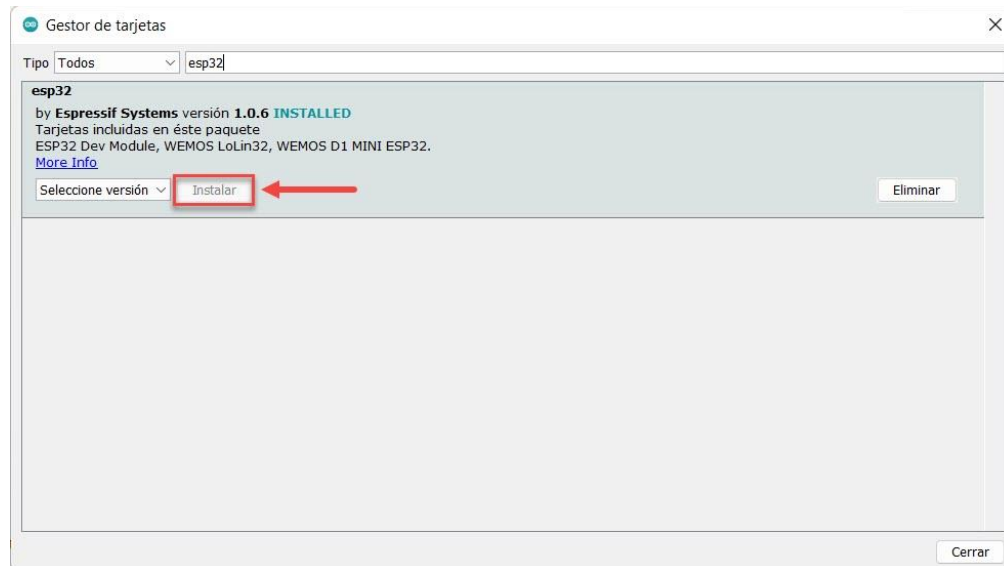 Gestor de tarjetas
Tipo Todos esp32
esp32
by Espressif Systems versión 1.0.6 INSTALLED
Tarjetas incluidas en éste paquete
ESP32 Dev Module, WEMOS LoLin32, WEMOS D1 MINI ESP32.
More Info
Seleccione versión Instalar Eliminar
Cerrar